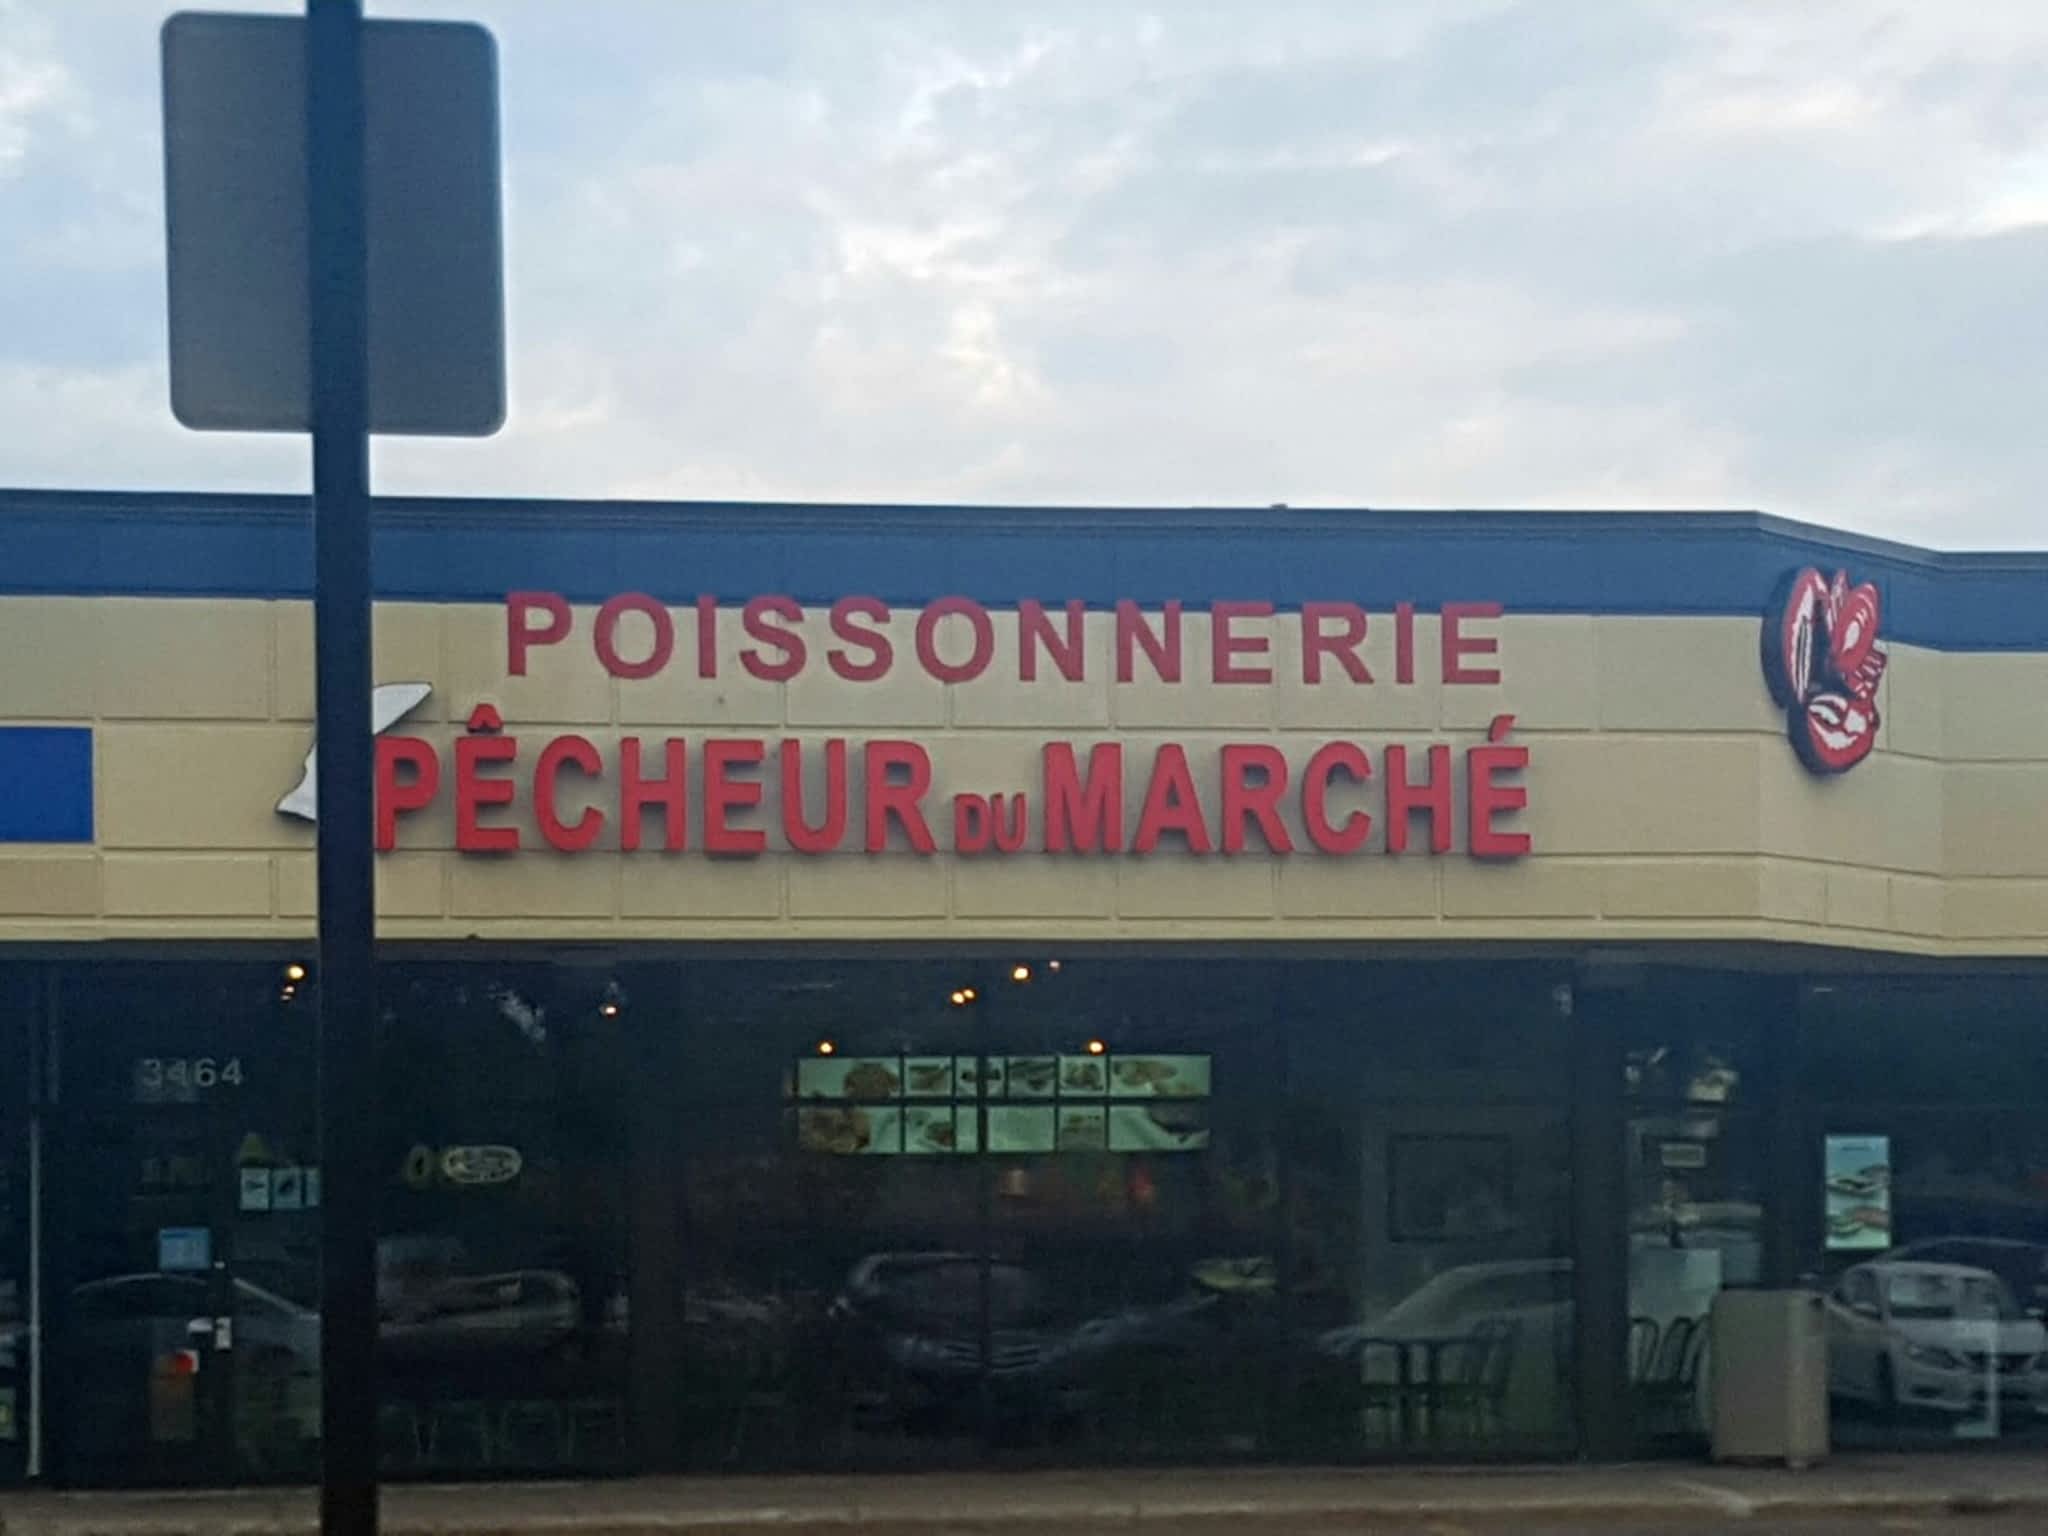 POISSONNERIE
PÊCHEUR DU MARCHÉ
3464